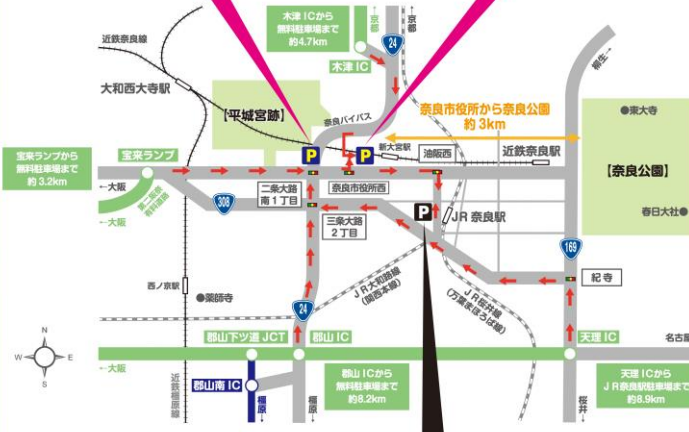 木津ICから
無料駐車場まで
約4.7km
↑京都
↑京都
24
近鉄奈良線
木津IC
柳生→
大和西大寺駅
奈良バイパス
【平城宮跡】
奈良市役所から奈良公園
約3km
●東大寺
新大宮駅
油阪西
近鉄奈良駅
宝来ランプから
無料駐車場まで
約3.2km
宝来ランプ
P
P
【奈良公園】
←大阪
二条大路
南1丁目
奈良市役所西
第二阪奈
有料道路
308
P
JR奈良駅
春日大社●
←大阪
三条大路
2丁目
169
西ノ京駅
●薬師寺
JR大和路線
(関西本線)
JR桜井線
(万葉まほろば線)
紀寺
24
N
W
E
S
郡山下ツ道JCT
郡山IC
天理IC
名古屋
←大阪
近鉄橿原線
郡山南IC
郡山ICから
無料駐車場まで
約8.2km
天理ICから
JR奈良駅駐車場まで
約8.9km
橿原↓
橿原↓
桜井↓